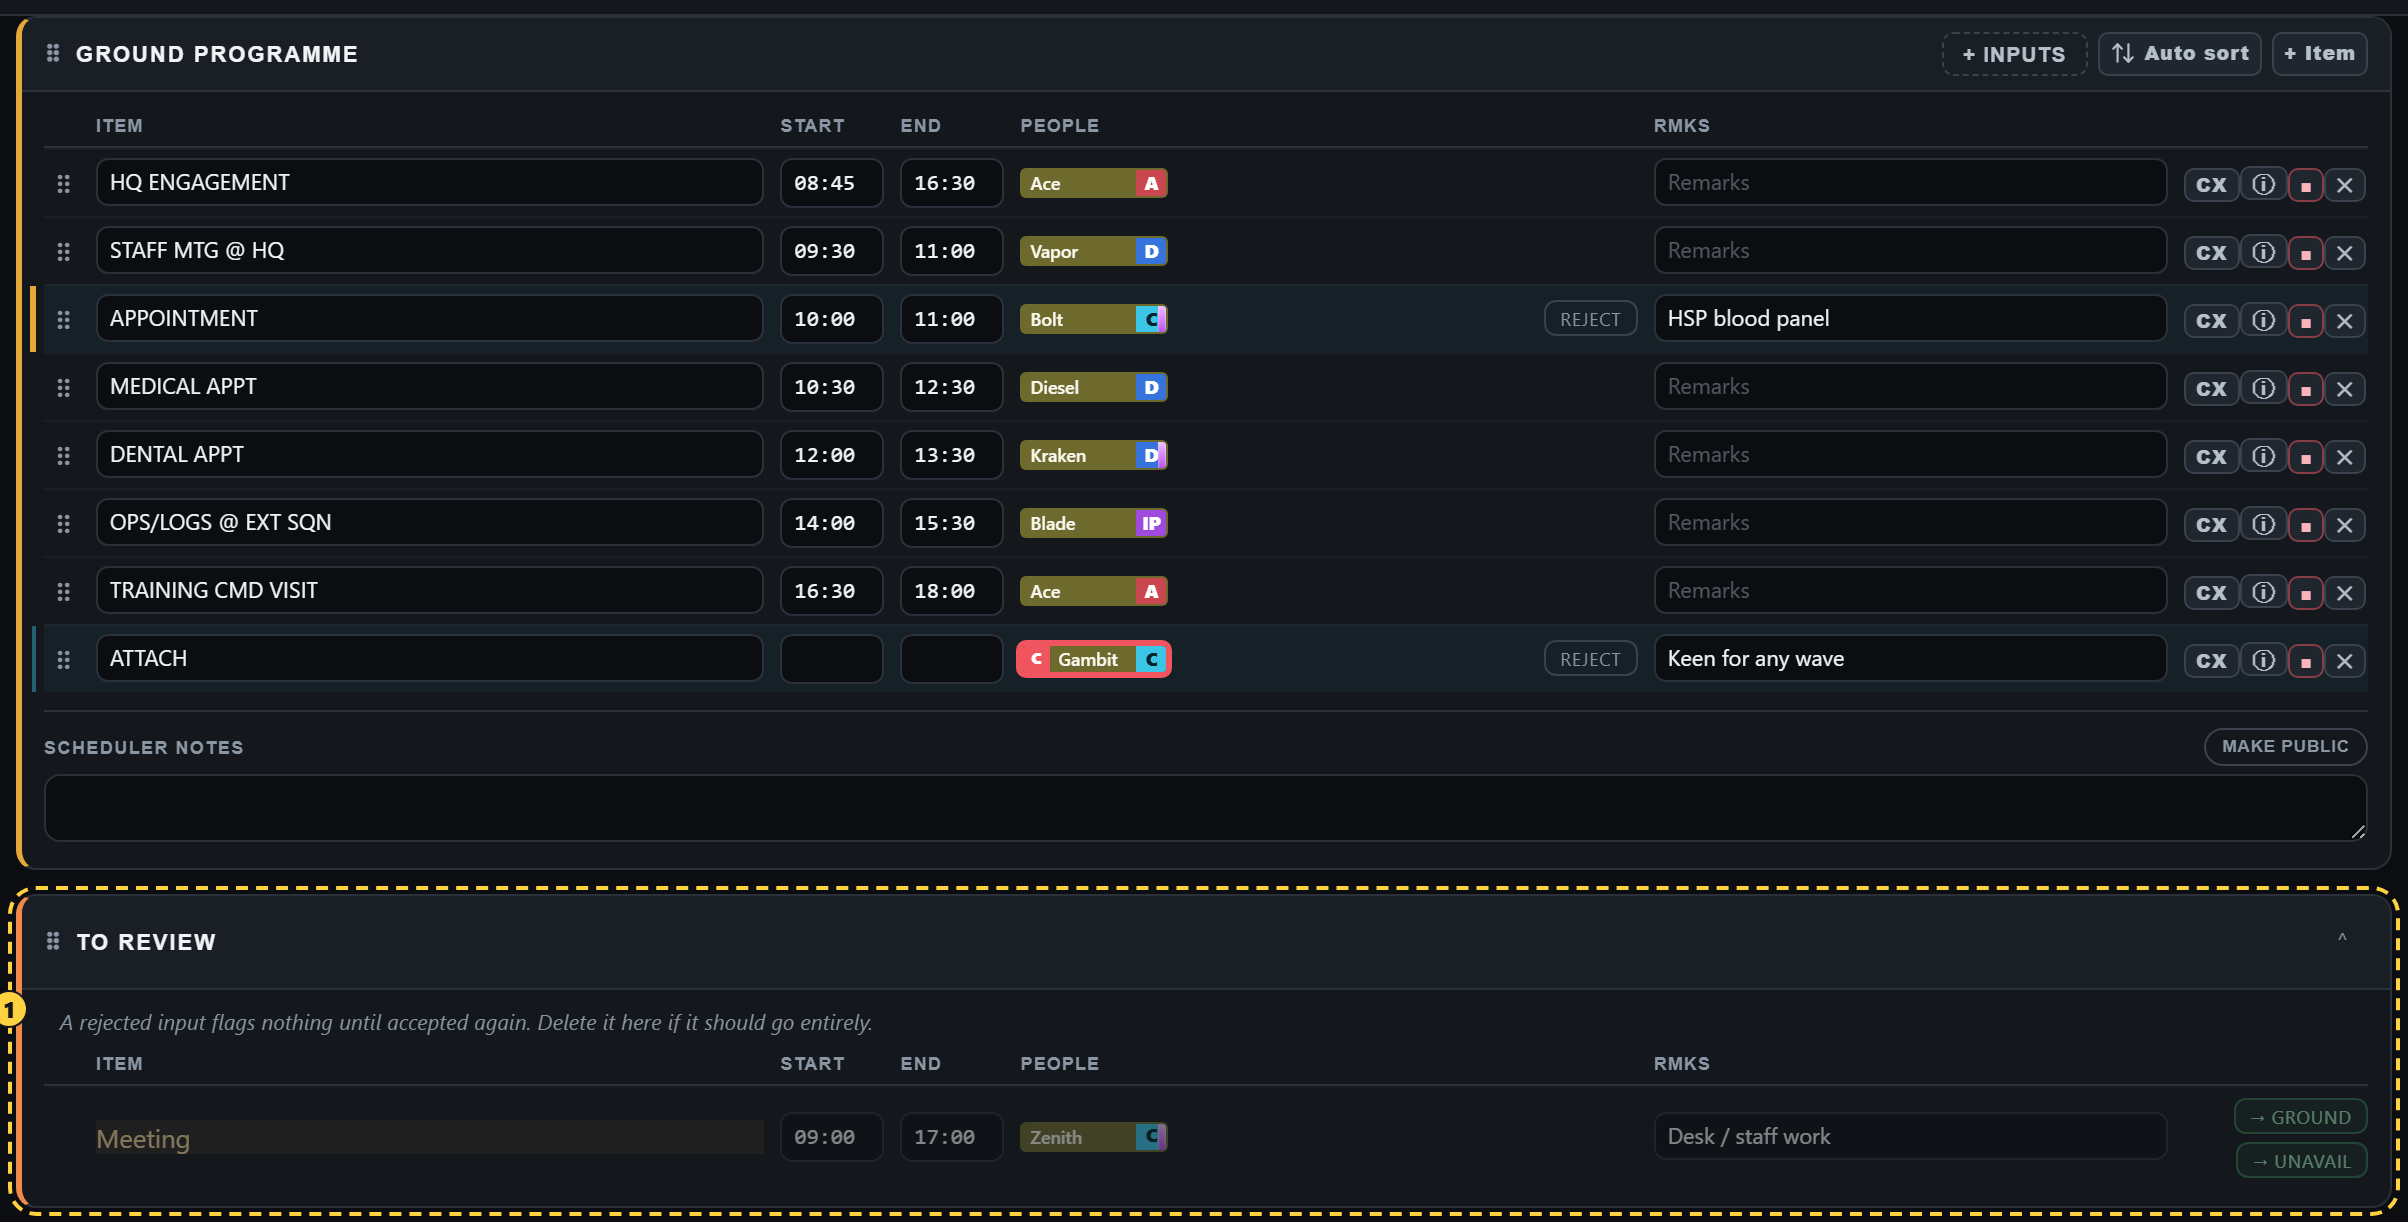 GROUND PROGRAMME + INPUTS Auto sort + Item
ITEM START END PEOPLE RMKS
HQ ENGAGEMENT 08:45 16:30 Ace A Remarks CX
STAFF MTG @ HQ 09:30 11:00 Vapor D Remarks CX
APPOINTMENT 10:00 11:00 Bolt C REJECT HSP blood panel CX
MEDICAL APPT 10:30 12:30 Diesel D Remarks CX
DENTAL APPT 12:00 13:30 Kraken D Remarks CX
OPS/LOGS @ EXT SQN 14:00 15:30 Blade IP Remarks CX
TRAINING CMD VISIT 16:30 18:00 Ace A Remarks CX
ATTACH C Gambit C REJECT Keen for any wave CX
SCHEDULER NOTES MAKE PUBLIC
TO REVIEW
1
A rejected input flags nothing until accepted again. Delete it here if it should go entirely.
ITEM START END PEOPLE RMKS
Meeting 09:00 17:00 Zenith C Desk / staff work → GROUND
→ UNAVAIL